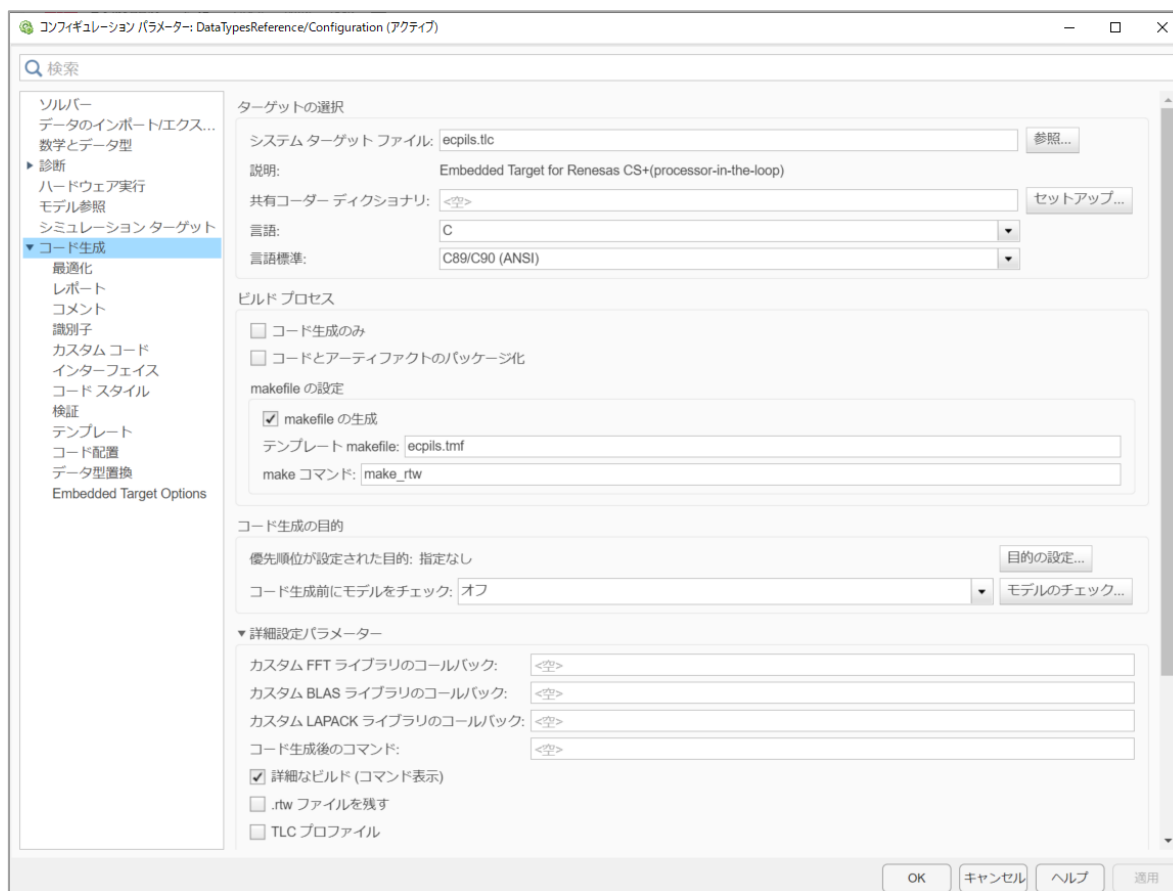 コンフィギュレーション パラメーター: DataTypesReference/Configuration (アクティブ)
検索
ソルバー
データのインポート/エクス...
数学とデータ型
診断
ハードウェア実行
モデル参照
シミュレーション ターゲット
コード生成
最適化
レポート
コメント
識別子
カスタム コード
インターフェイス
コード スタイル
検証
テンプレート
コード配置
データ型置換
Embedded Target Options
ターゲットの選択
システム ターゲット ファイル: ecpils.tlc 参照...
説明: Embedded Target for Renesas CS+(processor-in-the-loop)
共有コーダー ディクショナリ: <空> セットアップ...
言語: C
言語標準: C89/C90 (ANSI)
ビルド プロセス
コード生成のみ
コードとアーティファクトのパッケージ化
makefile の設定
makefile の生成
テンプレート makefile: ecpils.tmf
make コマンド: make_rtw
コード生成の目的
優先順位が設定された目的: 指定なし 目的の設定...
コード生成前にモデルをチェック: オフ モデルのチェック...
詳細設定パラメーター
カスタム FFT ライブラリのコールバック: <空>
カスタム BLAS ライブラリのコールバック: <空>
カスタム LAPACK ライブラリのコールバック: <空>
コード生成後のコマンド: <空>
詳細なビルド (コマンド表示)
.rtw ファイルを残す
TLC プロファイル
OK キャンセル ヘルプ 適用